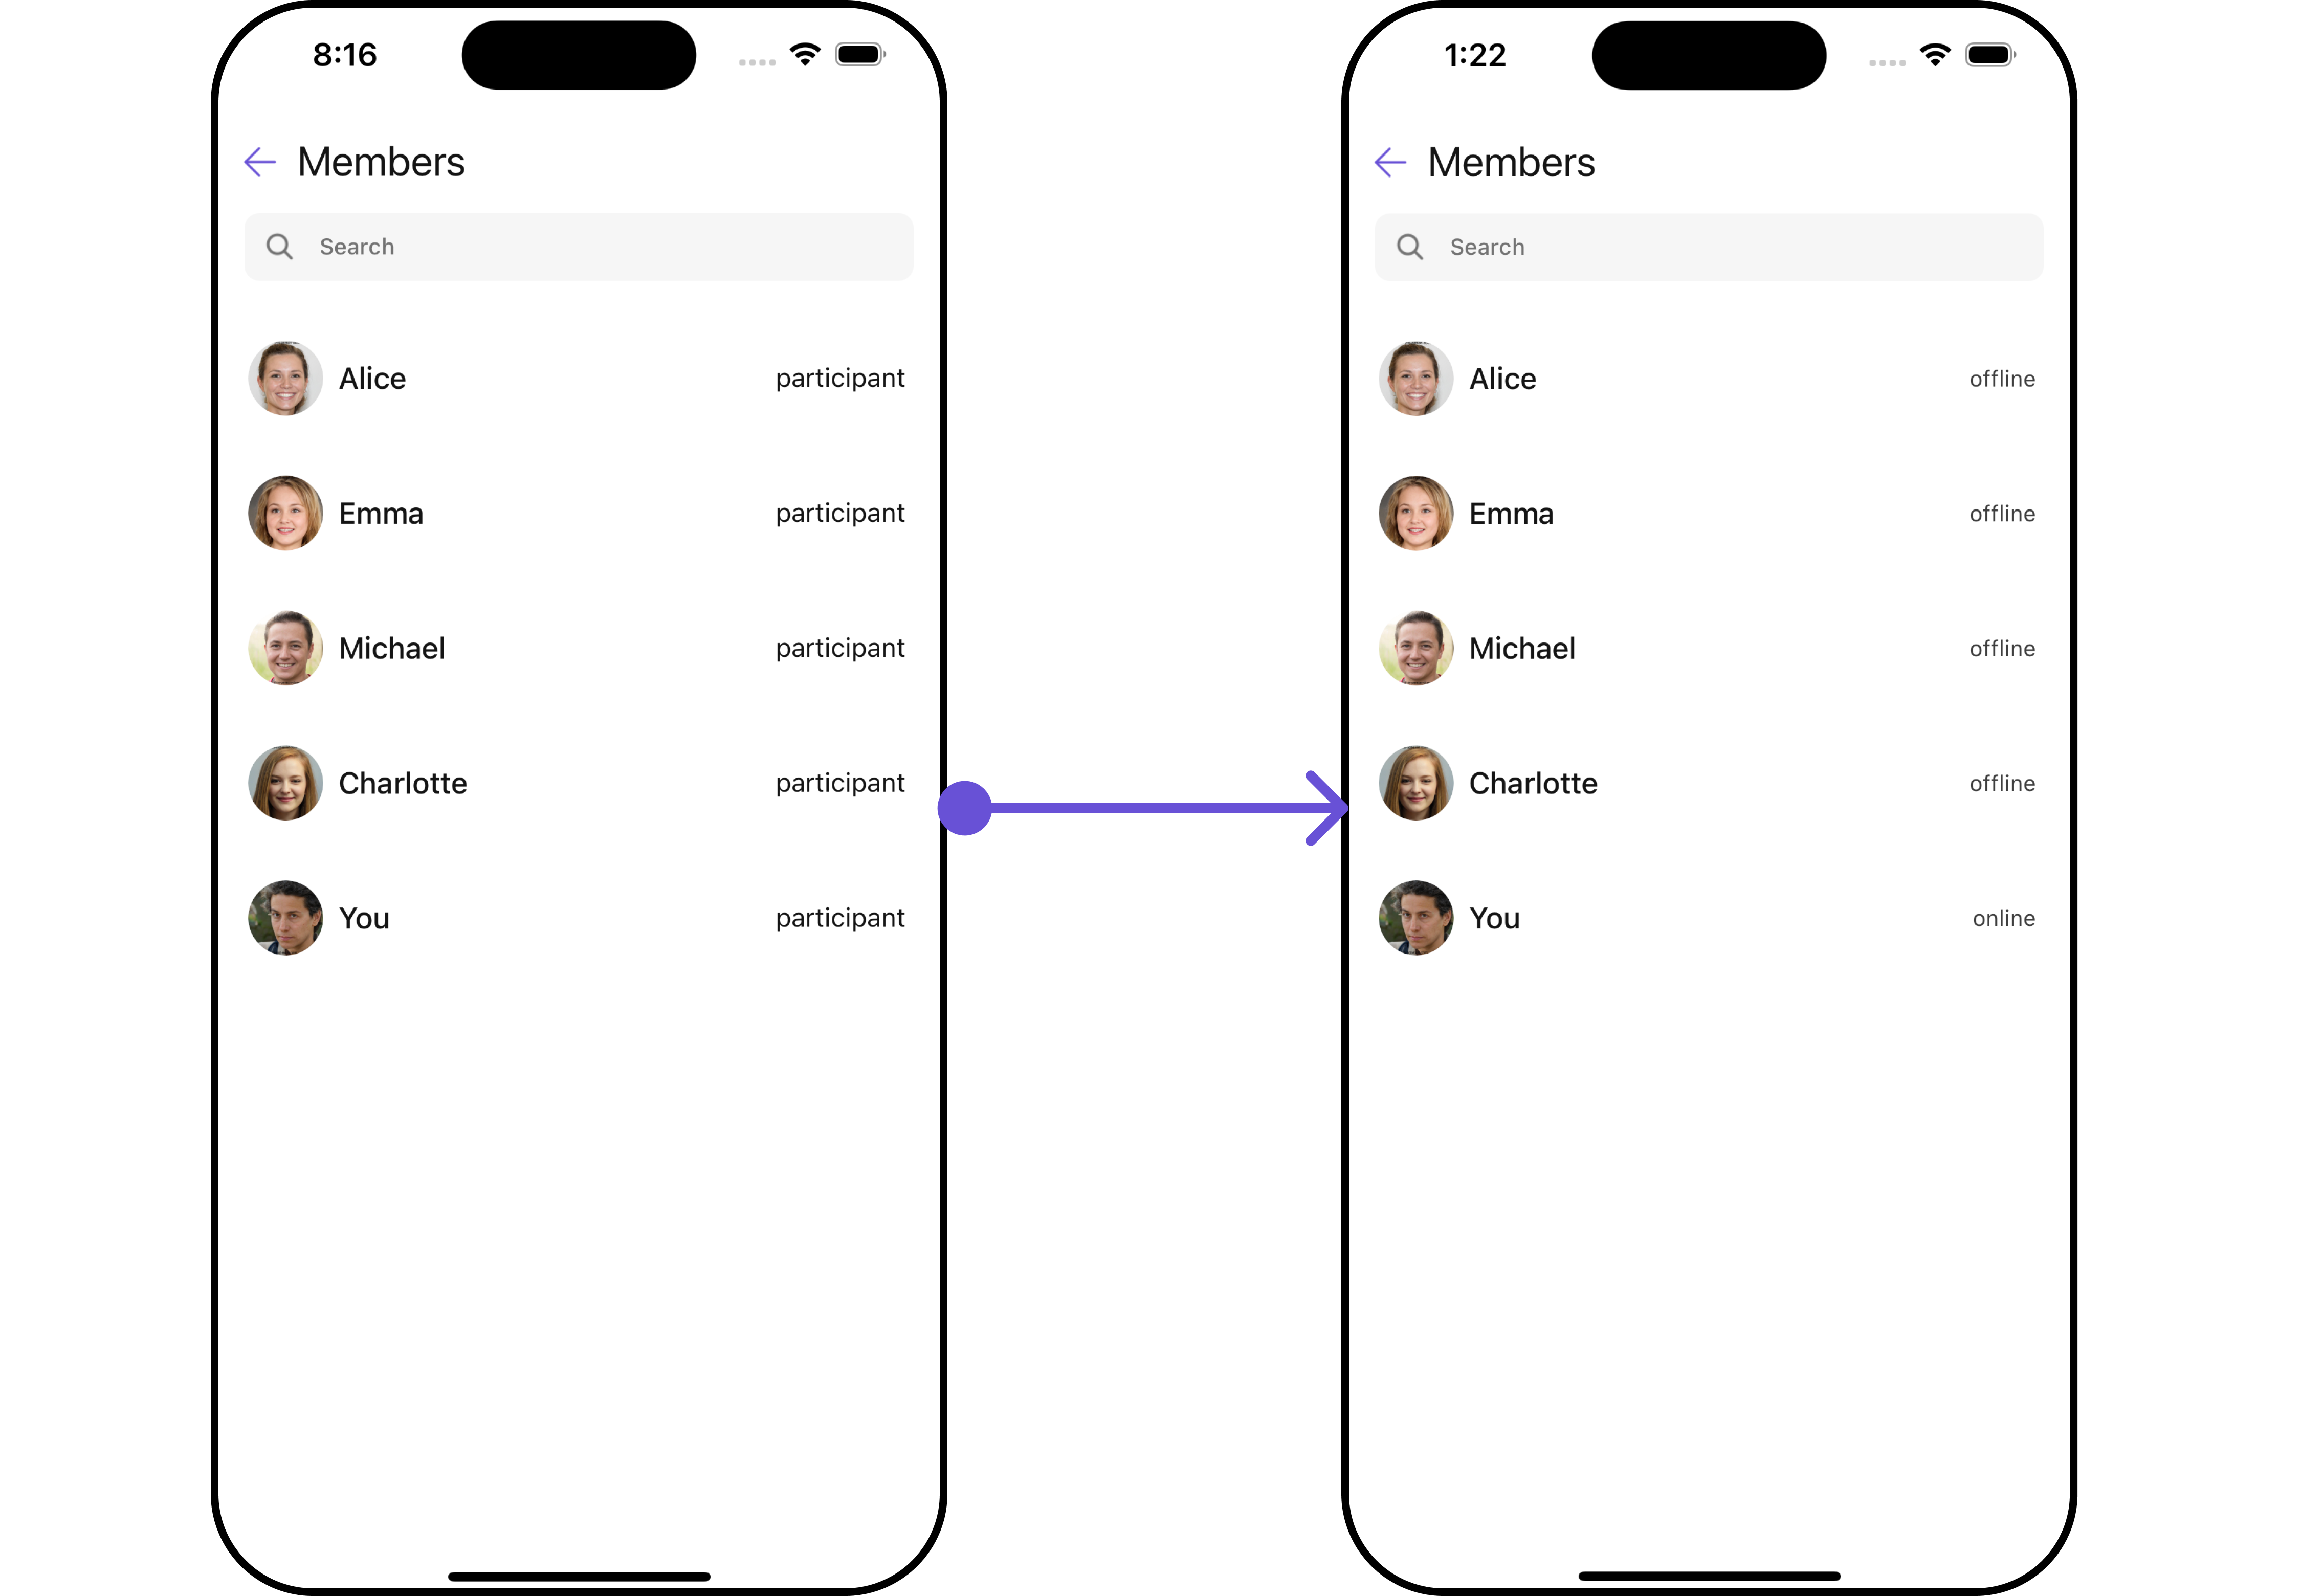 8:16
Members
Search
Alice participant
Emma participant
Michael participant
Charlotte participant
You participant
1:22
Members
Search
Alice offline
Emma offline
Michael offline
Charlotte offline
You online